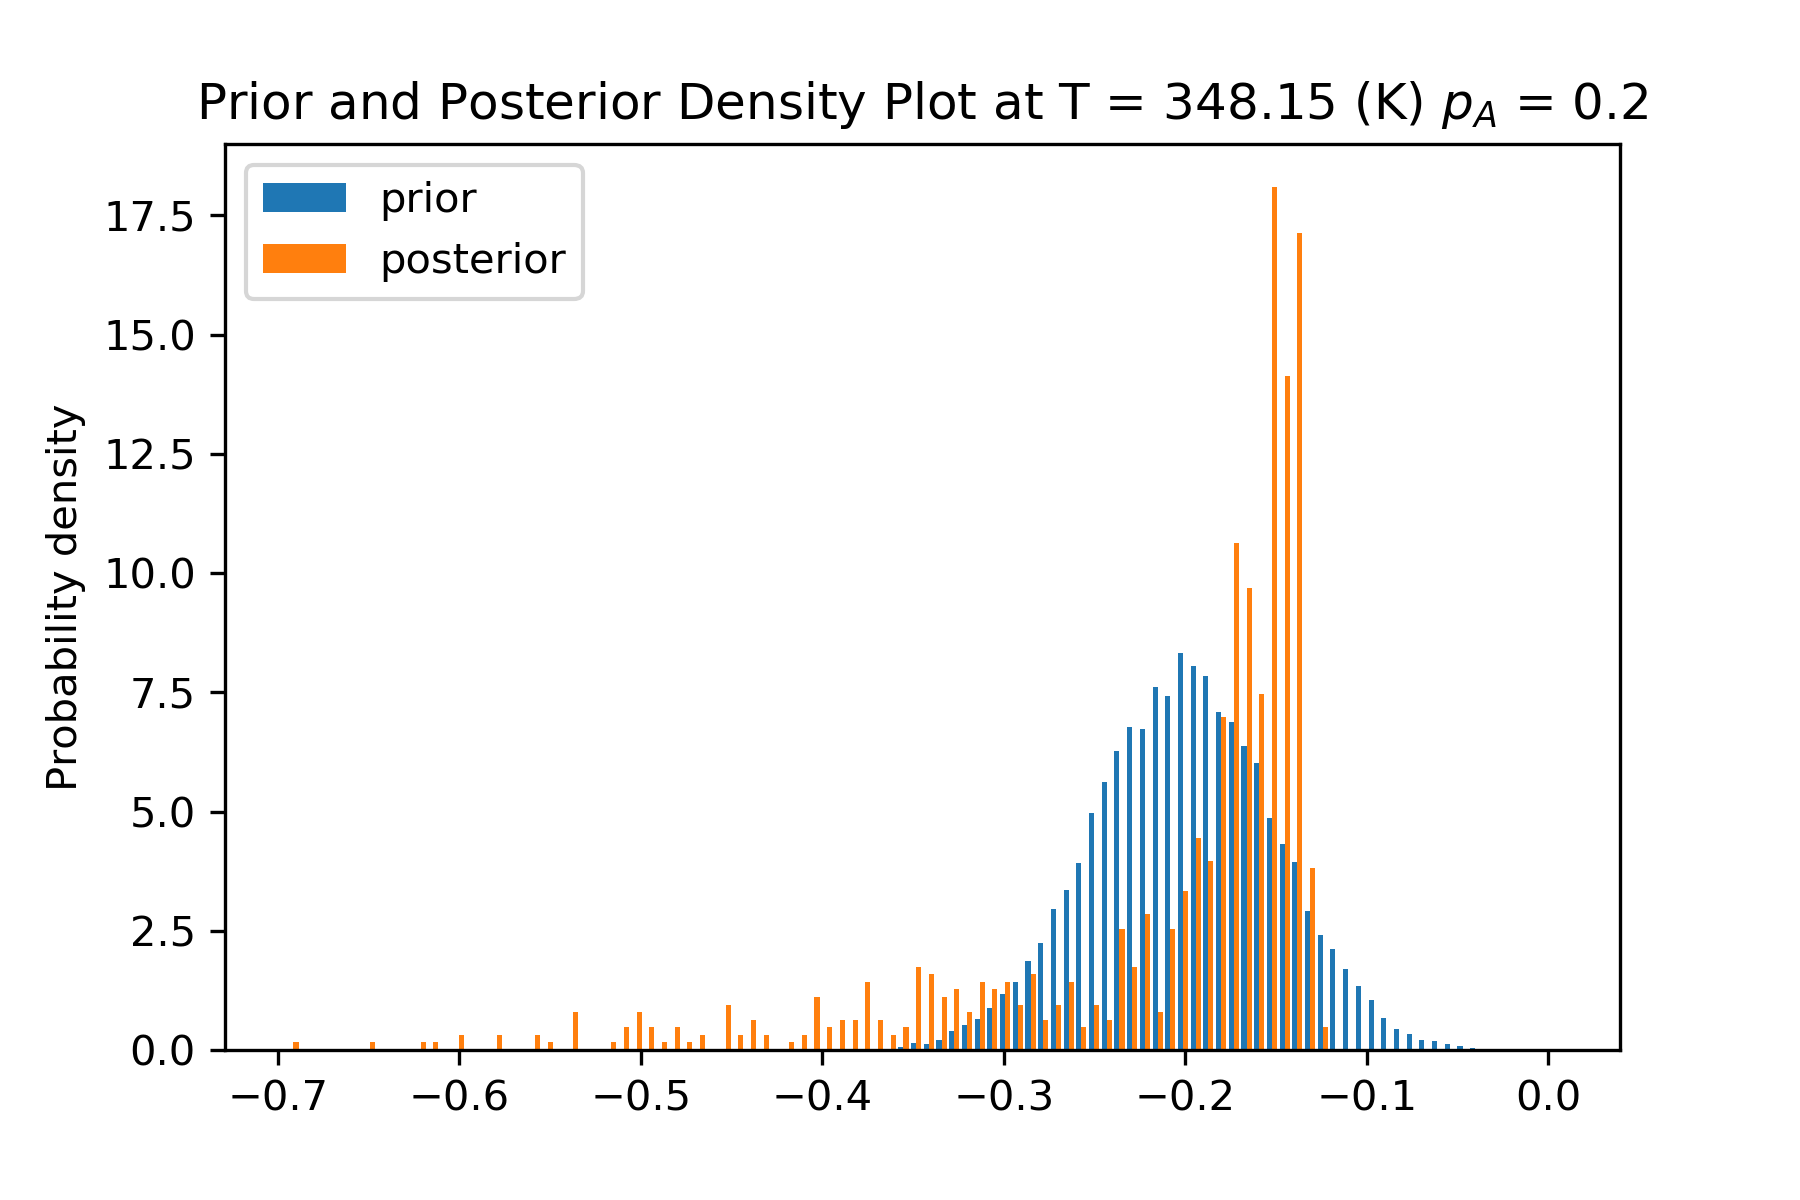 Prior and Posterior Density Plot at T = 348.15 (K) p_A = 0.2
prior
posterior
Probability density
17.5
15.0
12.5
10.0
7.5
5.0
2.5
0.0
−0.7 −0.6 −0.5 −0.4 −0.3 −0.2 −0.1 0.0